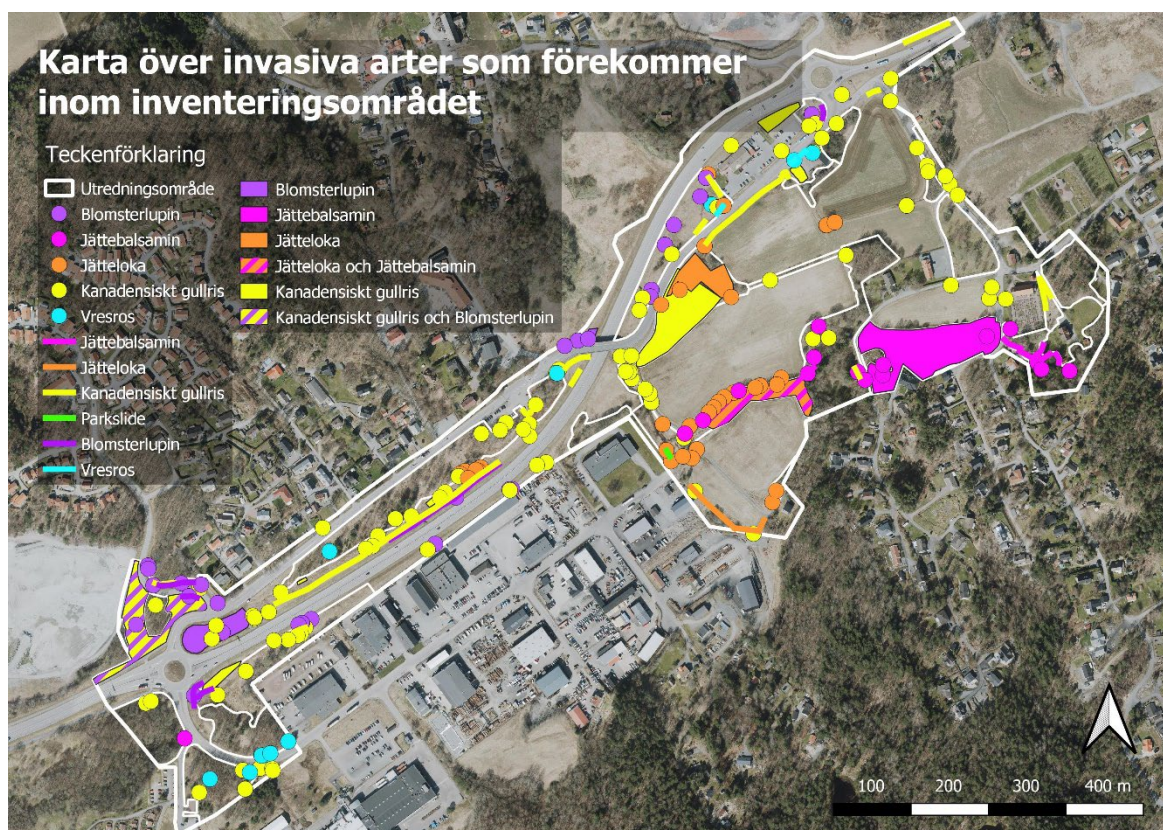 Karta över invasiva arter som förekommer
inom inventeringsområdet
Teckenförklaring
Utredningsområde
Blomsterlupin
Jättebalsamin
Jätteloka
Kanadensiskt gullris
Vresros
Jättebalsamin
Jätteloka
Kanadensiskt gullris
Parkslide
Blomsterlupin
Vresros
Blomsterlupin
Jättebalsamin
Jätteloka
Jätteloka och Jättebalsamin
Kanadensiskt gullris
Kanadensiskt gullris och Blomsterlupin
100 200 300 400 m